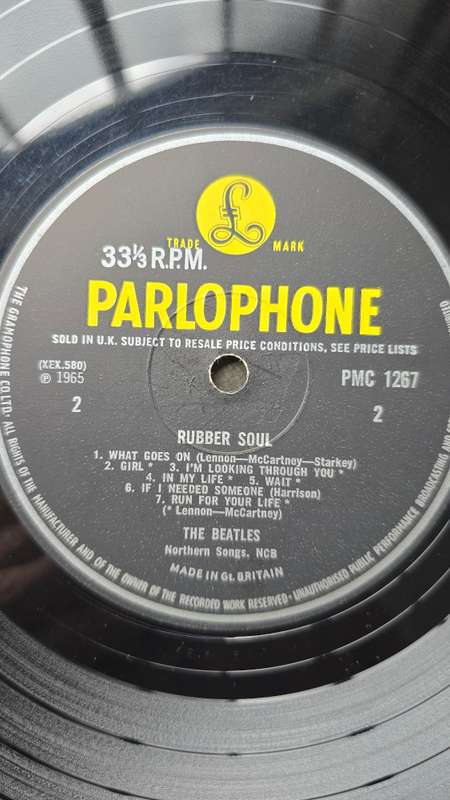 £
TRADE MARK
33⅓ R.P.M.
PARLOPHONE
SOLD IN U.K. SUBJECT TO RESALE PRICE CONDITIONS, SEE PRICE LISTS
(XEX.580)
℗ 1965
PMC 1267
2
2
RUBBER SOUL
1. WHAT GOES ON (Lennon—McCartney—Starkey)
2. GIRL * 3. I'M LOOKING THROUGH YOU *
4. IN MY LIFE * 5. WAIT *
6. IF I NEEDED SOMEONE (Harrison)
7. RUN FOR YOUR LIFE *
(* Lennon—McCartney)
THE BEATLES
Northern Songs, NCB
MADE IN GT. BRITAIN
THE GRAMOPHONE CO. LTD. ALL RIGHTS OF THE MANUFACTURER AND OF THE OWNER OF THE RECORDED WORK RESERVED · UNAUTHORISED PUBLIC PERFORMANCE BROADCASTING AND